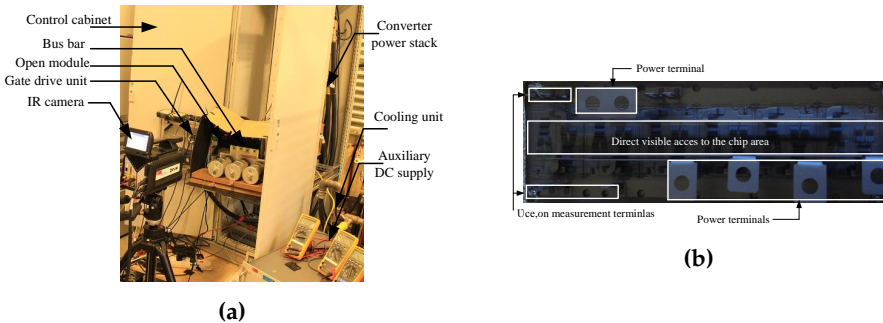 Control cabinet
Bus bar
Open module
Gate drive unit
IR camera
Converter
power stack
Cooling unit
Auxiliary
DC supply
(a)
Power terminal
Direct visible acces to the chip area
Uce,on measurement terminlas
Power terminals
(b)